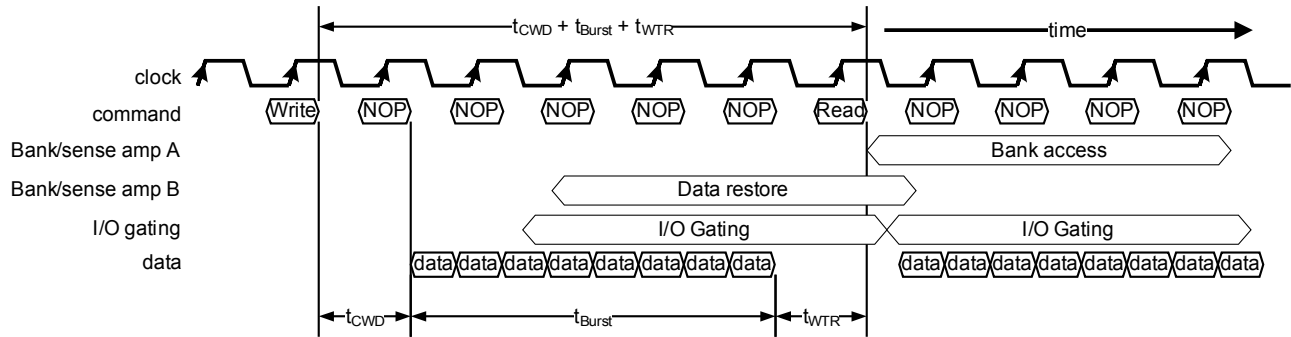 tCWD + tBurst + tWTR
time
clock
command Write NOP NOP NOP NOP NOP Read NOP NOP NOP NOP
Bank/sense amp A Bank access
Bank/sense amp B Data restore
I/O gating I/O Gating I/O Gating
data data data data data data data data data data data data data data data data data
tCWD tBurst tWTR